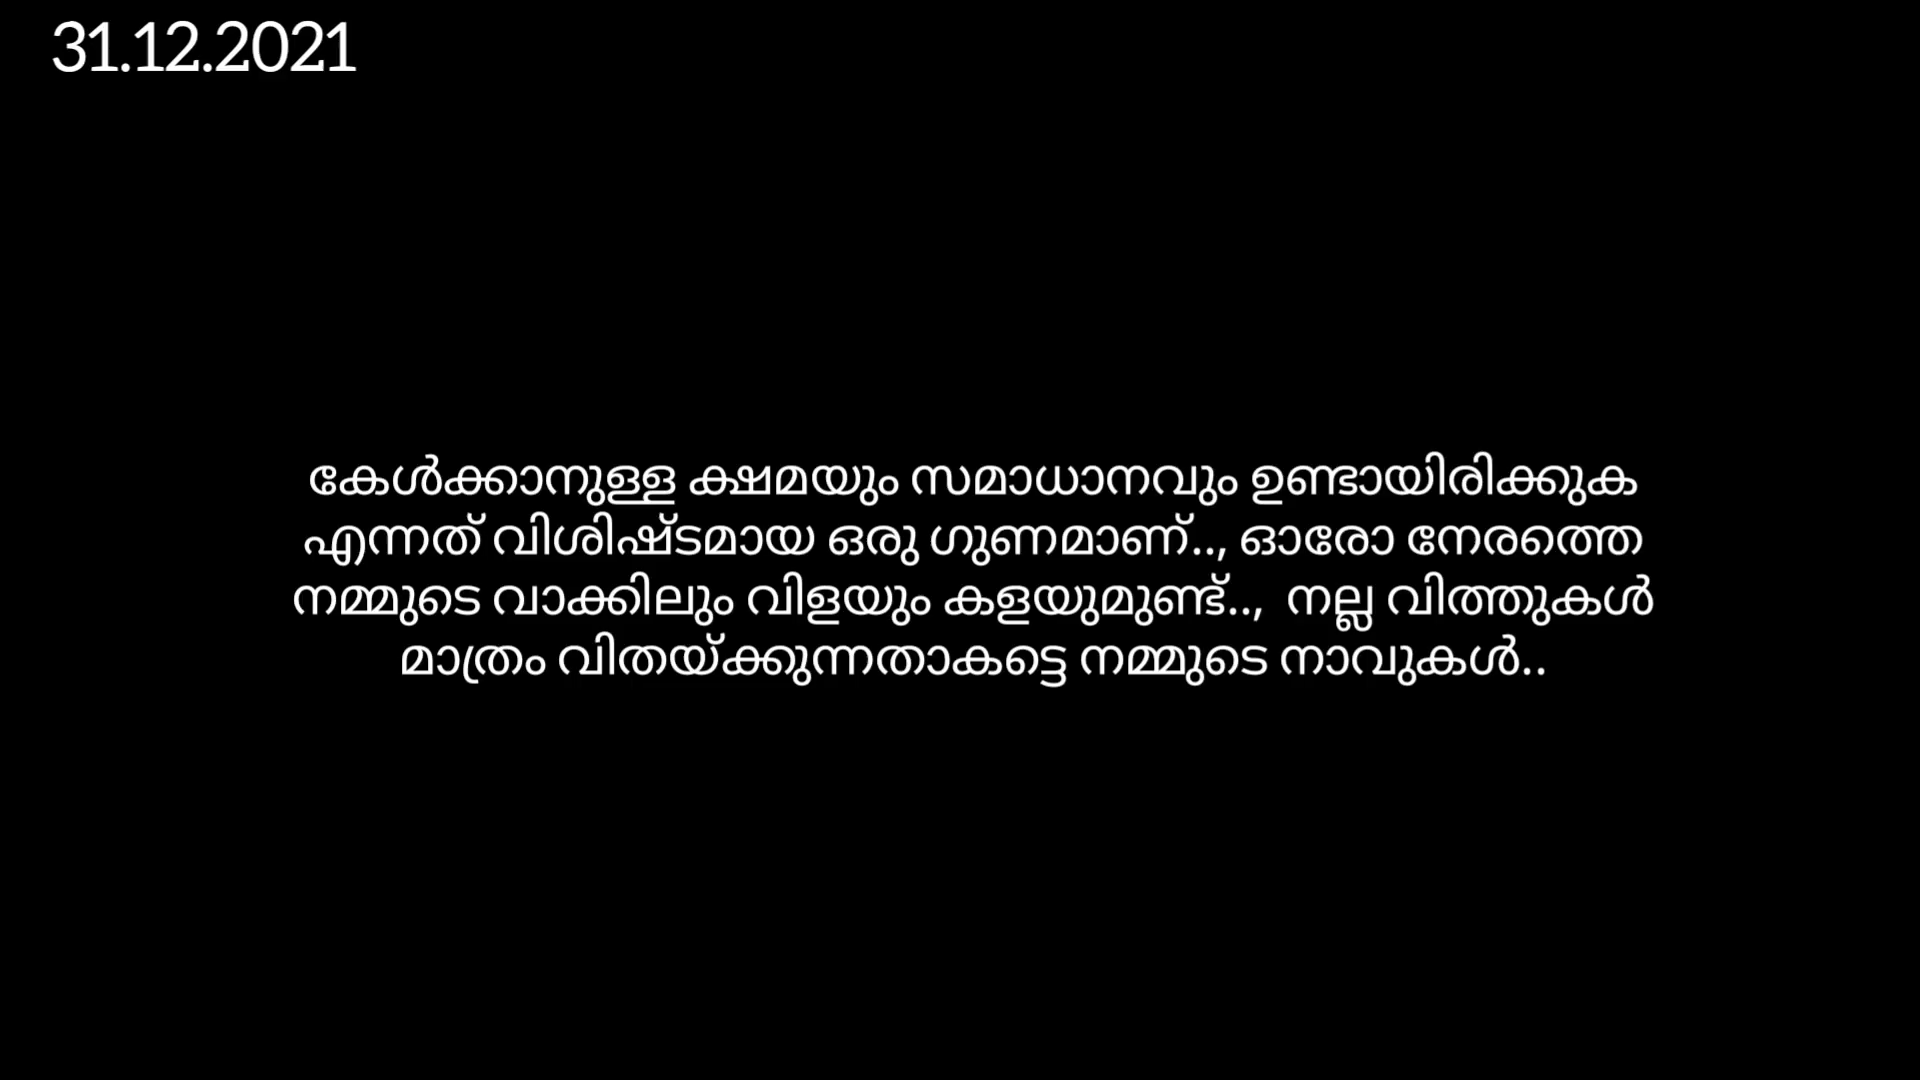 31.12.2021
കേൾക്കാനുള്ള ക്ഷമയും സമാധാനവും ഉണ്ടായിരിക്കുക
എന്നത് വിശിഷ്ടമായ ഒരു ഗുണമാണ്.., ഓരോ നേരത്തെ
നമ്മുടെ വാക്കിലും വിളയും കളയുമുണ്ട്..,  നല്ല വിത്തുകൾ
മാത്രം വിതയ്ക്കുന്നതാകട്ടെ നമ്മുടെ നാവുകൾ..